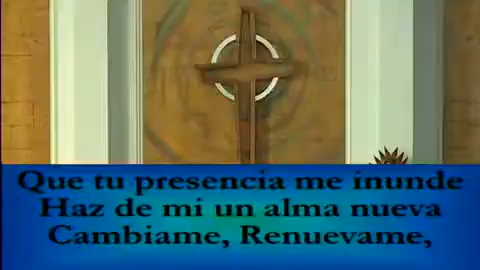 Que tu presencia me inunde
Haz de mi un alma nueva
Cambiame, Renuevame,